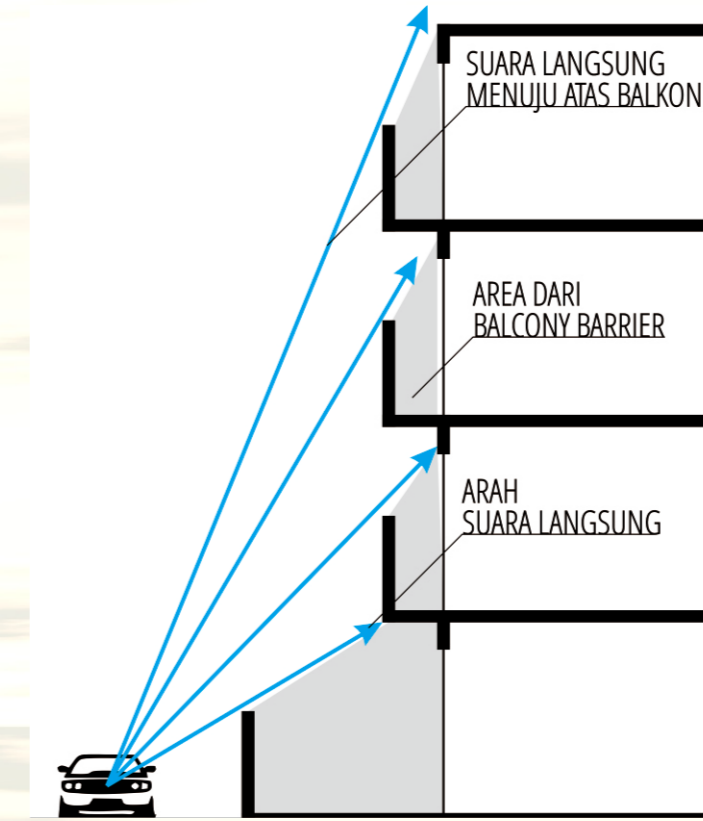 SUARA LANGSUNG
MENUJU ATAS BALKON
AREA DARI
BALCONY BARRIER
ARAH
SUARA LANGSUNG